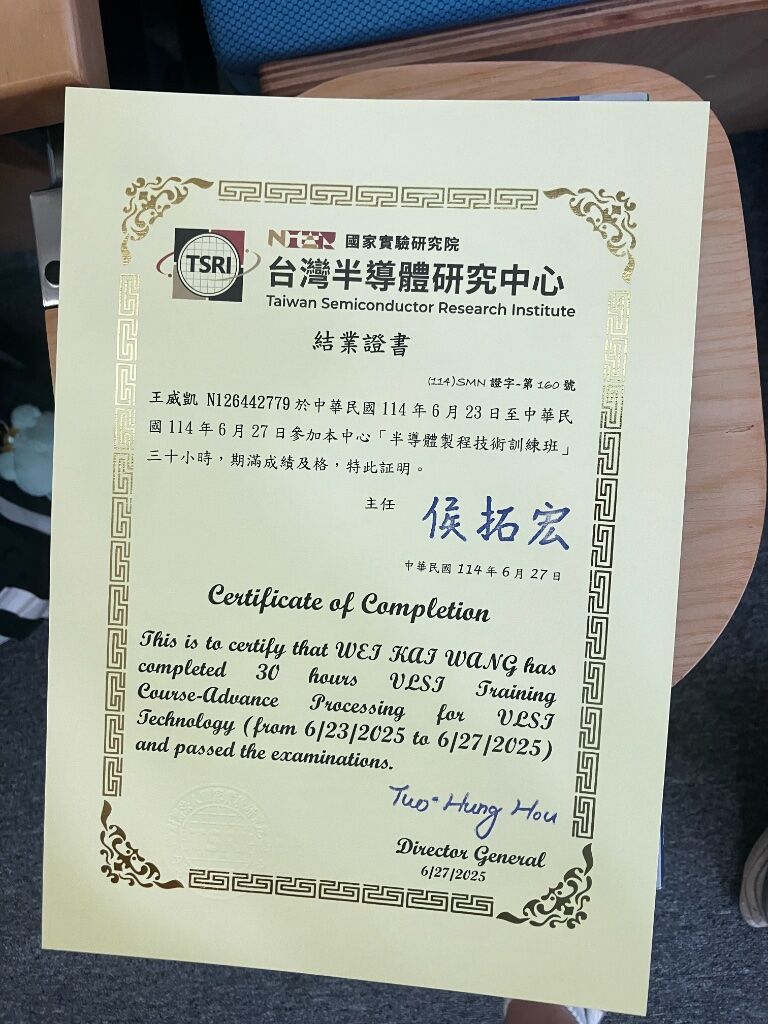 TSRI
NIAR 國家實驗研究院
台灣半導體研究中心
Taiwan Semiconductor Research Institute
結業證書
(114)SMN 證字-第 160 號
王威凱 N126442779 於中華民國 114 年 6 月 23 日至中華民
國 114 年 6 月 27 日參加本中心「半導體製程技術訓練班」
三十小時，期滿成績及格，特此証明。
主任 侯拓宏
中華民國 114 年 6 月 27 日
Certificate of Completion
This is to certify that WEI KAI WANG has
completed 30 hours VLSI Training
Course-Advance Processing for VLSI
Technology (from 6/23/2025 to 6/27/2025)
and passed the examinations.
Tuo-Hung Hou
Director General
6/27/2025